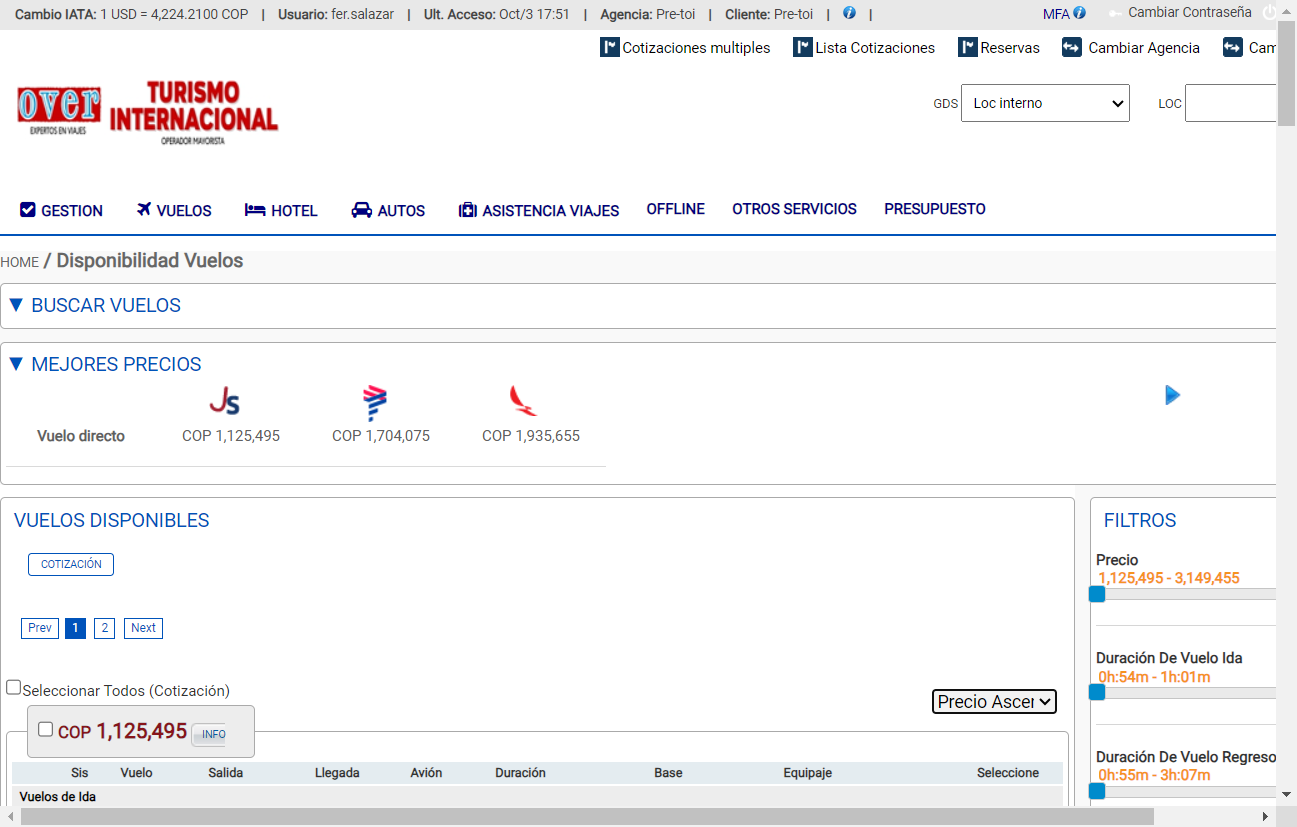 Cambio IATA: 1 USD = 4,224.2100 COP | Usuario: fer.salazar | Ult. Acceso: Oct/3 17:51 | Agencia: Pre-toi | Cliente: Pre-toi | | MFA Cambiar Contraseña
Cotizaciones multiples Lista Cotizaciones Reservas Cambiar Agencia Cam
over TURISMO INTERNACIONAL
EXPERTOS EN VIAJES OPERADOR MAYORISTA
GDS Loc interno LOC
GESTION VUELOS HOTEL AUTOS ASISTENCIA VIAJES OFFLINE OTROS SERVICIOS PRESUPUESTO
HOME / Disponibilidad Vuelos
▼ BUSCAR VUELOS
▼ MEJORES PRECIOS
JS
Vuelo directo COP 1,125,495 COP 1,704,075 COP 1,935,655
VUELOS DISPONIBLES
COTIZACIÓN
Prev 1 2 Next
Seleccionar Todos (Cotización)
Precio Ascer
COP 1,125,495 INFO
Sis Vuelo Salida Llegada Avión Duración Base Equipaje Seleccione
Vuelos de Ida
FILTROS
Precio
1,125,495 - 3,149,455
Duración De Vuelo Ida
0h:54m - 1h:01m
Duración De Vuelo Regreso
0h:55m - 3h:07m